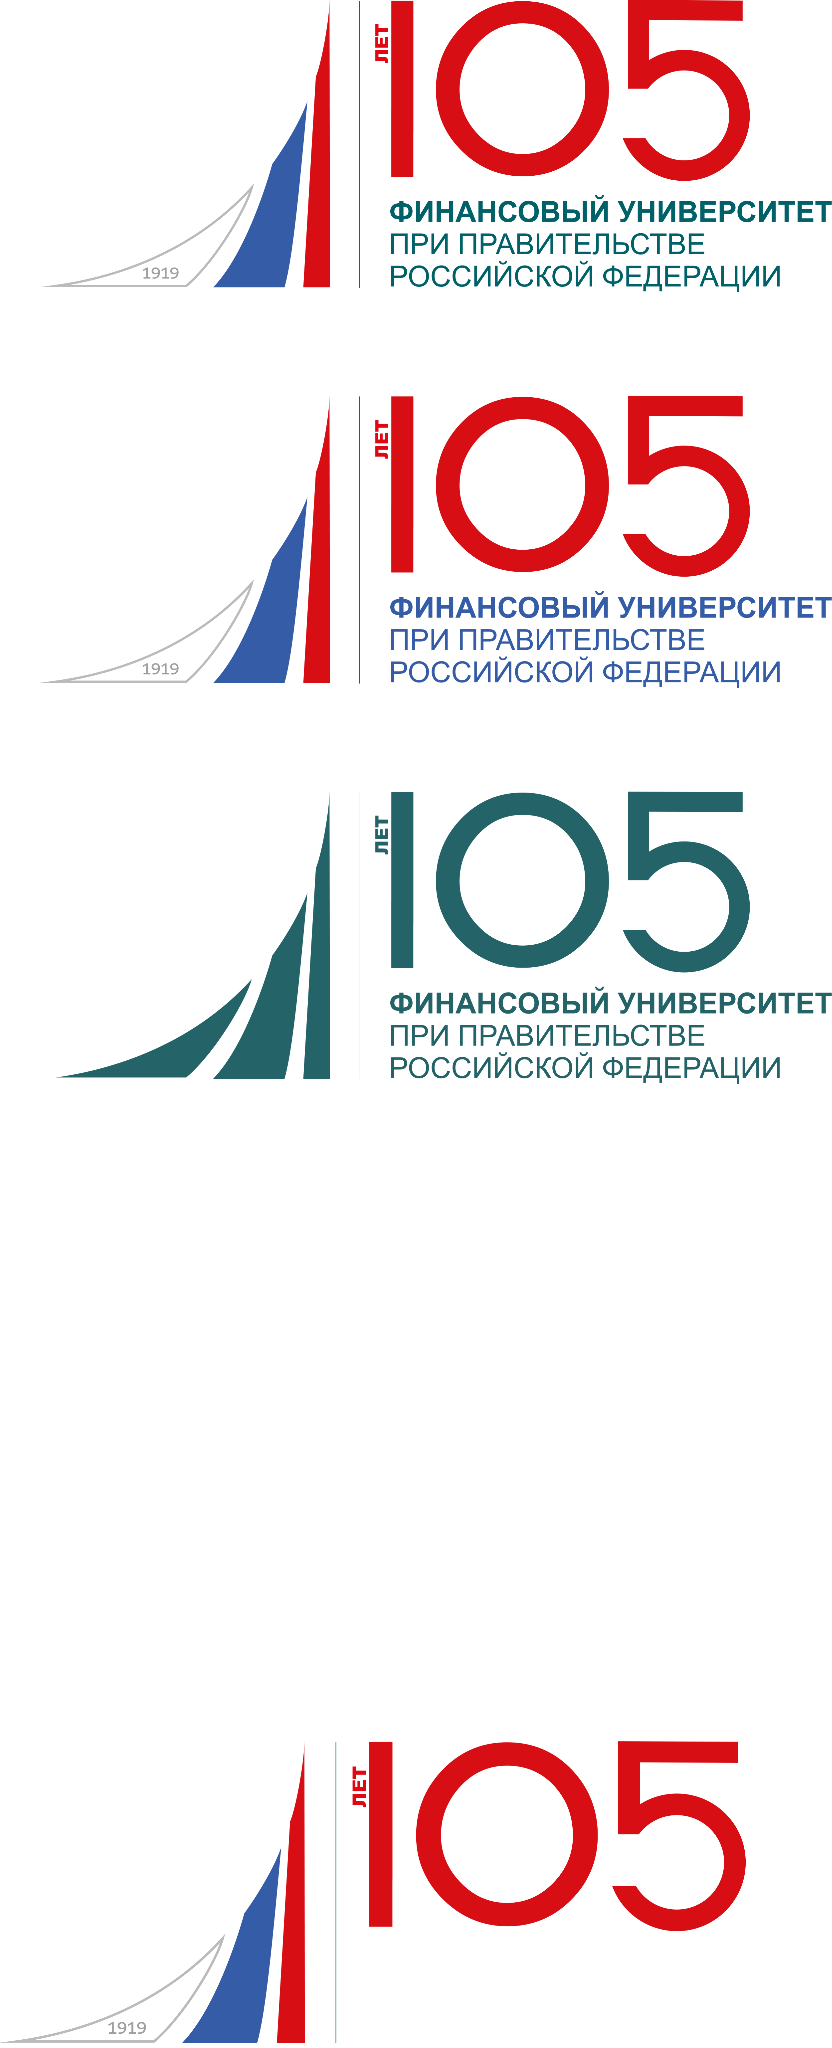 ЛЕТ 105
ФИНАНСОВЫЙ УНИВЕРСИТЕТ
ПРИ ПРАВИТЕЛЬСТВЕ
РОССИЙСКОЙ ФЕДЕРАЦИИ
1919
ЛЕТ 105
ФИНАНСОВЫЙ УНИВЕРСИТЕТ
ПРИ ПРАВИТЕЛЬСТВЕ
РОССИЙСКОЙ ФЕДЕРАЦИИ
1919
ЛЕТ 105
ФИНАНСОВЫЙ УНИВЕРСИТЕТ
ПРИ ПРАВИТЕЛЬСТВЕ
РОССИЙСКОЙ ФЕДЕРАЦИИ
ЛЕТ 105
1919